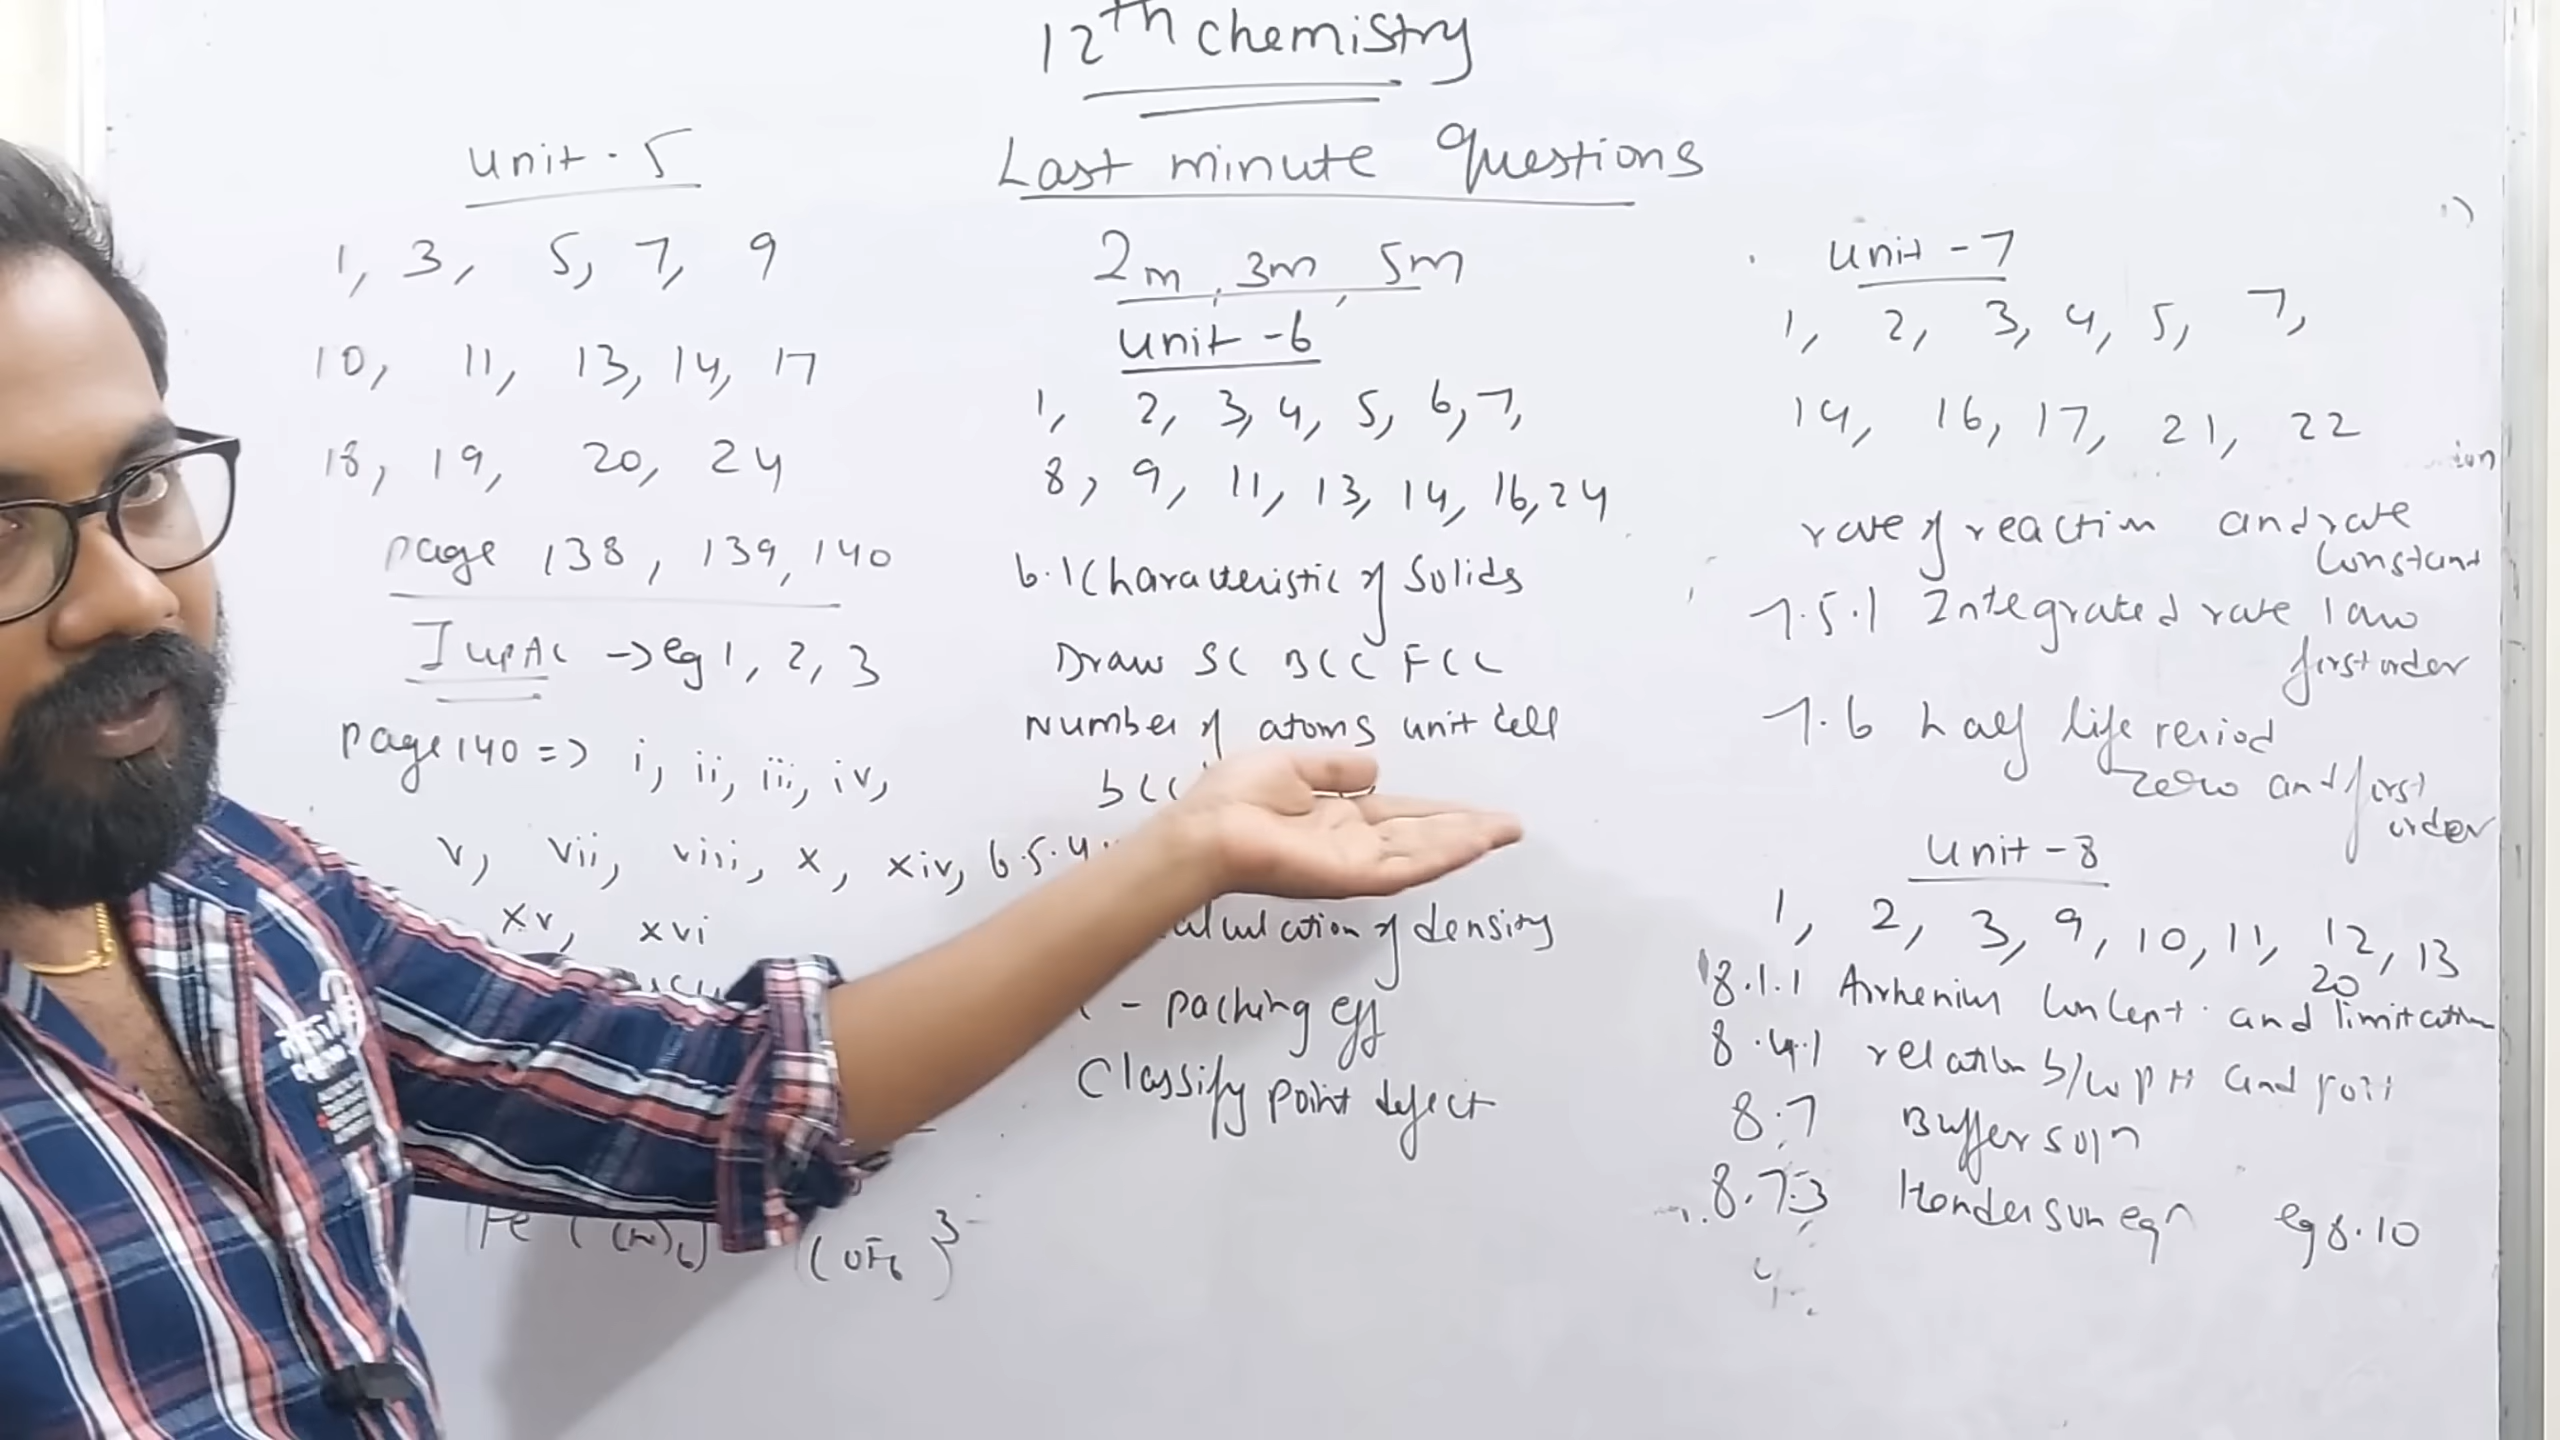 12th chemistry
Last minute Questions
2m, 3m, 5m
unit - 5
1, 3, 5, 7, 9
10, 11, 13, 14, 17
18, 19, 20, 24
page 138, 139, 140
IUPAC -> eg 1, 2, 3
page 140 => i, ii, iii, iv,
v, vii, viii, x, xiv,
xv, xvi
unit - 6
1, 2, 3, 4, 5, 6, 7,
8, 9, 11, 13, 14, 16, 24
6.1 Characteristic of Solids
Draw SC BCC FCC
Number of atoms unit cell
bcc
6.5.4
of density
- packing eff
Classify point defect
unit - 7
1, 2, 3, 4, 5, 7,
14, 16, 17, 21, 22
rate of reaction and rate
constant
7.5.1 Integrated rate law
first order
7.6 half life period
zero and first
order
unit - 8
1, 2, 3, 9, 10, 11, 12, 13
20
8.1.1 Arrhenius Concept and limitation
8.4.1 relation b/w pH and pOH
8.7 Buffer soln
8.7.3 Henderson eqn eg 8.10